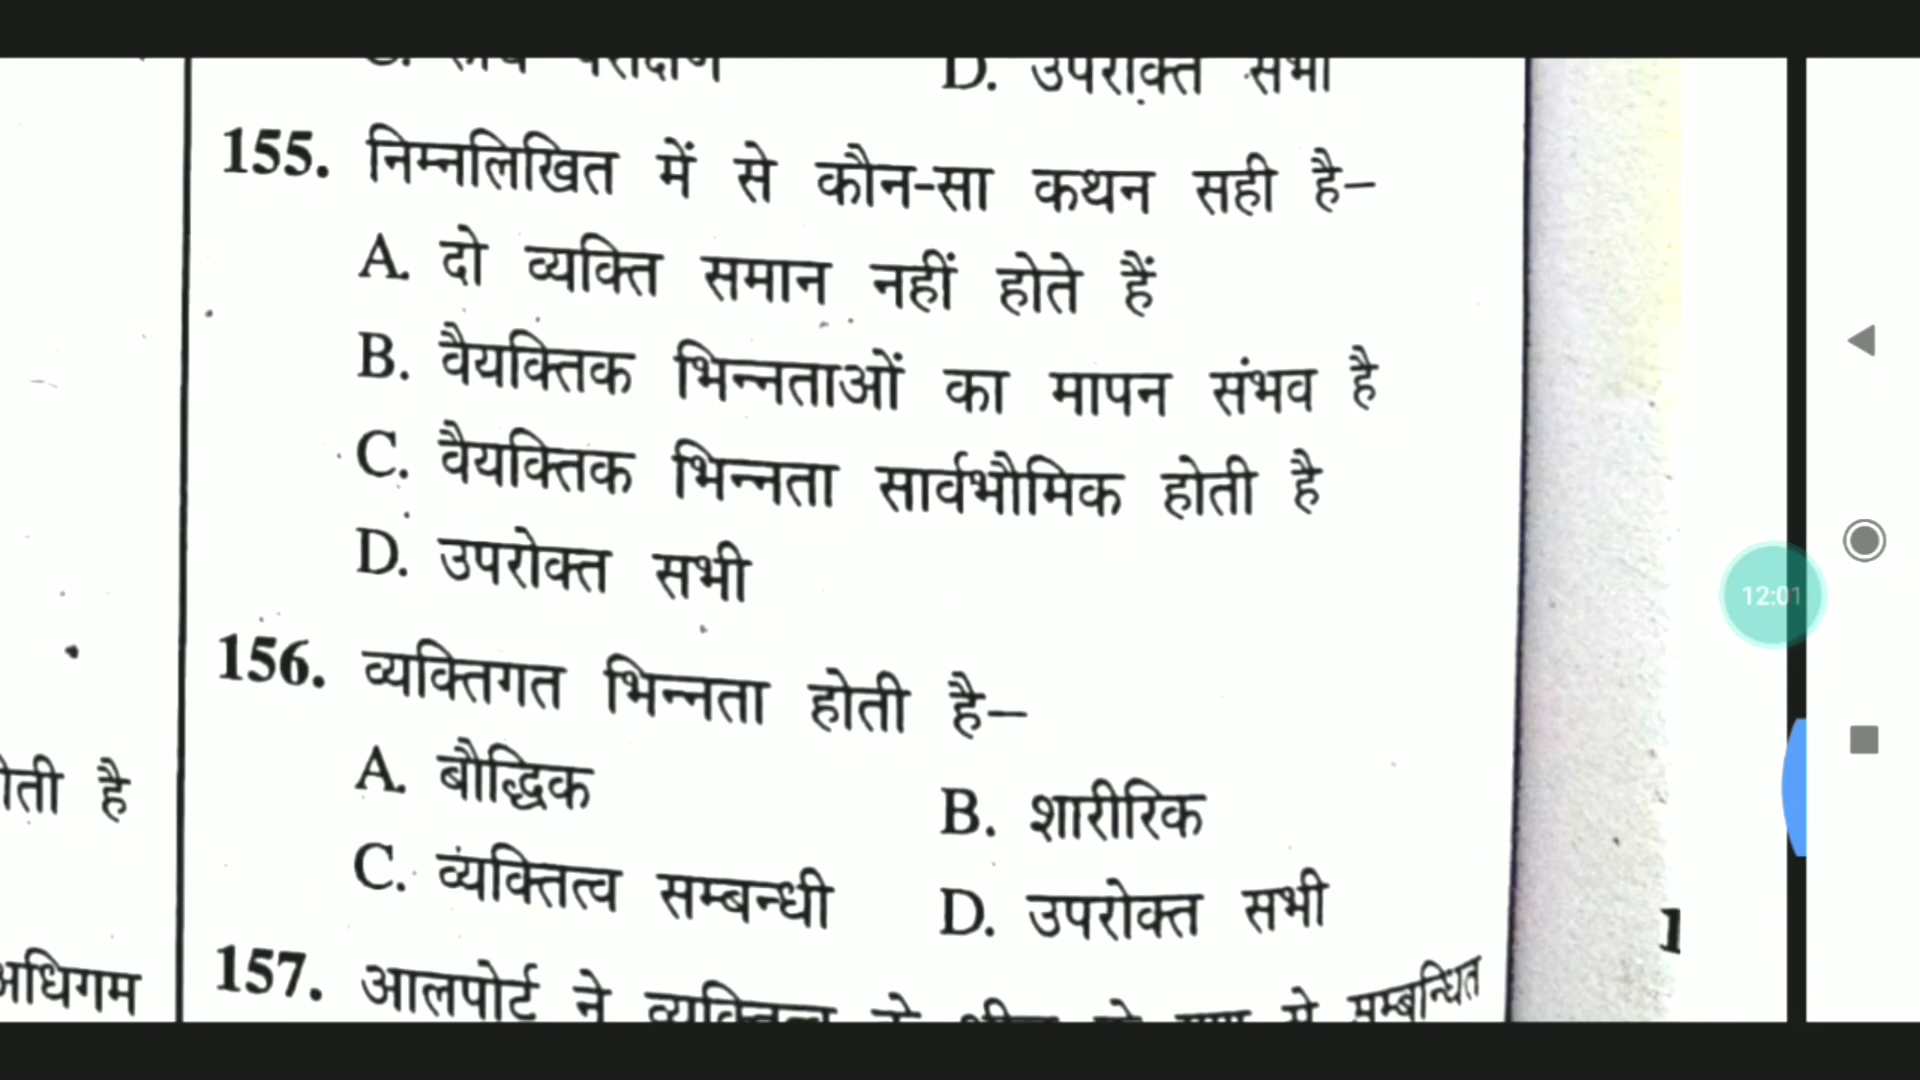 D. उपरोक्त सभी
155. निम्नलिखित में से कौन-सा कथन सही है–
A. दो व्यक्ति समान नहीं होते हैं
B. वैयक्तिक भिन्नताओं का मापन संभव है
C. वैयक्तिक भिन्नता सार्वभौमिक होती है
D. उपरोक्त सभी
12:01
156. व्यक्तिगत भिन्नता होती है–
A. बौद्धिक
B. शारीरिक
C. व्यक्तित्व सम्बन्धी
D. उपरोक्त सभी
है
अधिगम
157. आलपोर्ट ने सम्बन्धित